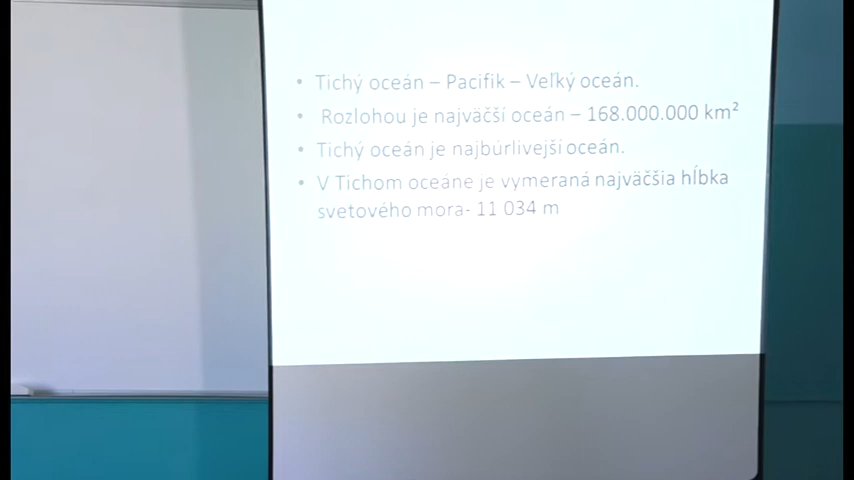 • Tichý oceán – Pacifik – Veľký oceán.
• Rozlohou je najväčší oceán – 168.000.000 km²
• Tichý oceán je najbúrlivejší oceán.
• V Tichom oceáne je vymeraná najväčšia hĺbka
svetového mora- 11 034 m